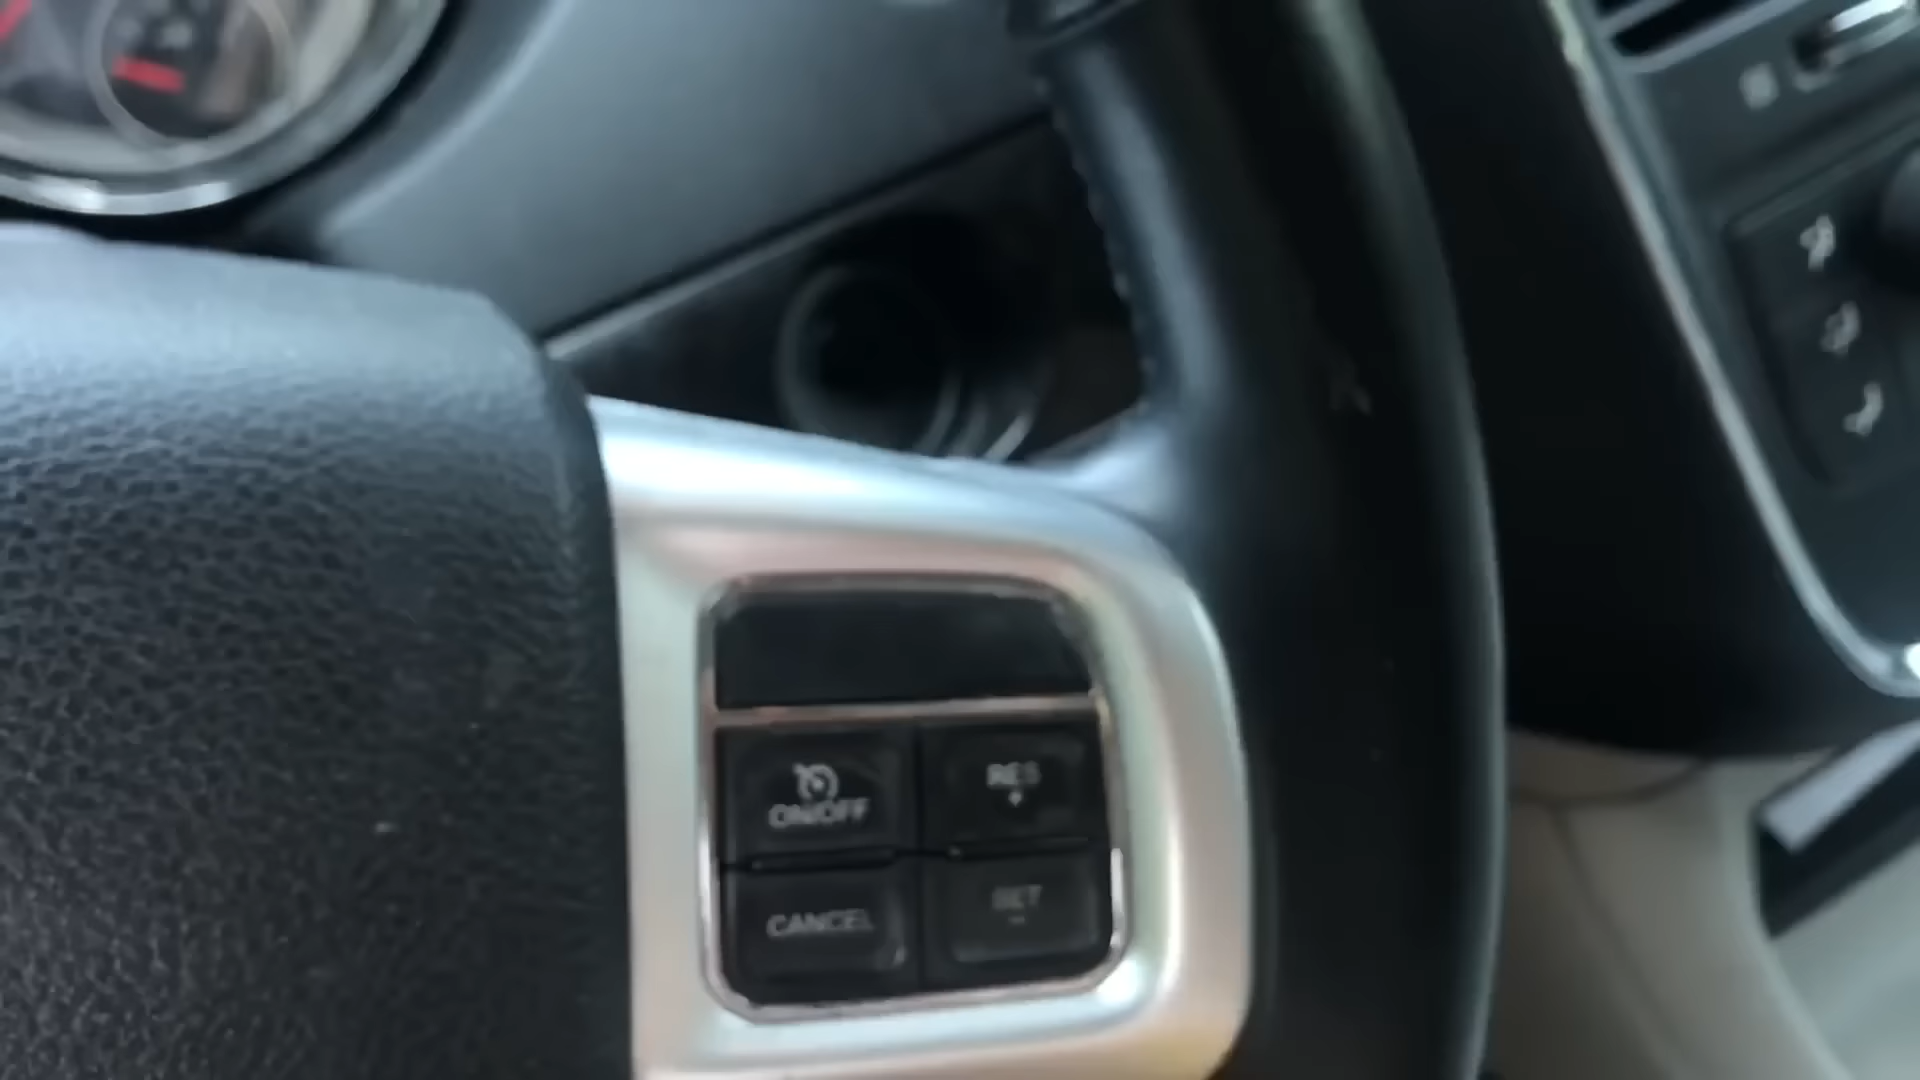 ON/OFF
RES
+
CANCEL
SET
-